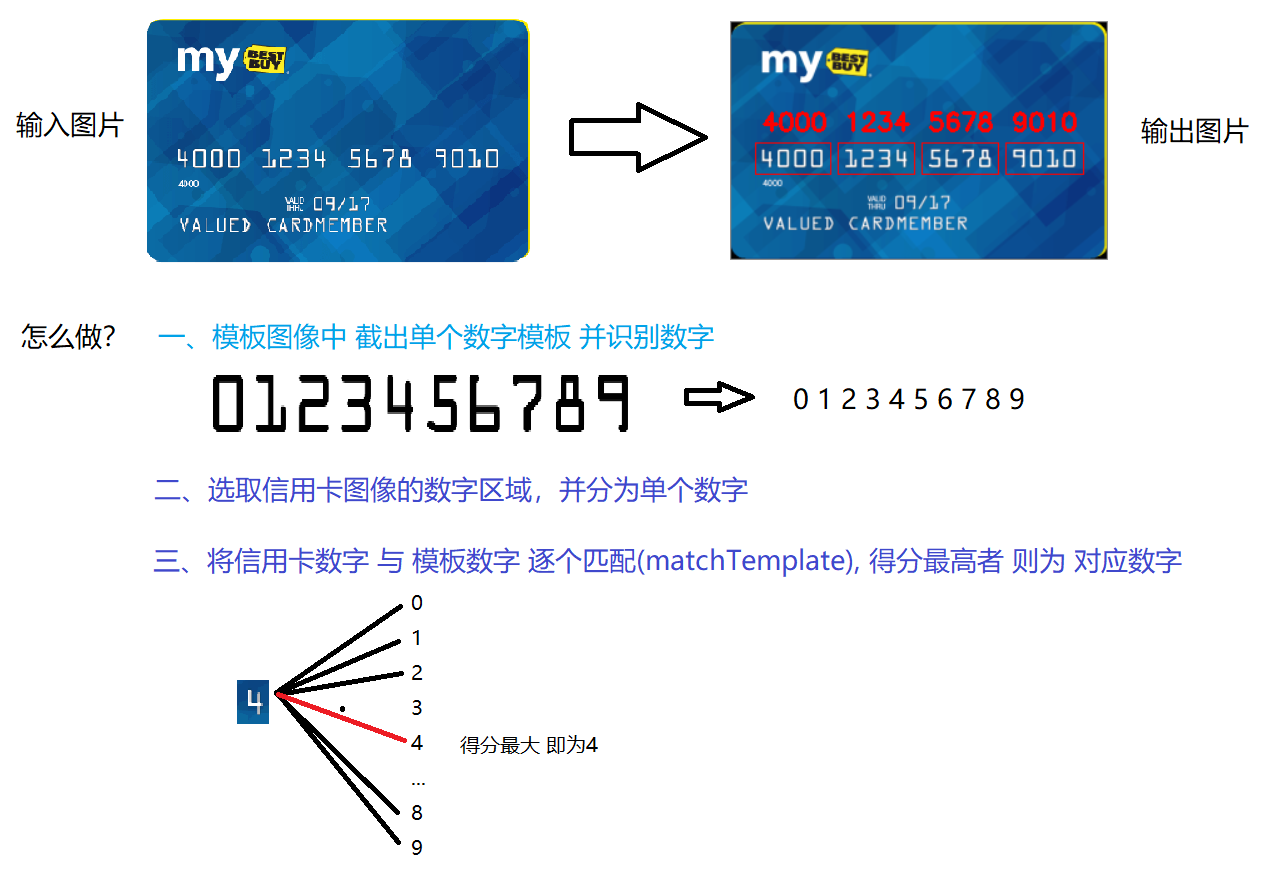 输入图片
my BEST BUY
4000 1234 5678 9010
4000
VALID THRU 09/17
VALUED CARDMEMBER
my BEST BUY
4000 1234 5678 9010
4000 1234 5678 9010
4000
VALID THRU 09/17
VALUED CARDMEMBER
输出图片
怎么做?
一、模板图像中 截出单个数字模板 并识别数字
0123456789
0 1 2 3 4 5 6 7 8 9
二、选取信用卡图像的数字区域，并分为单个数字
三、将信用卡数字 与 模板数字 逐个匹配(matchTemplate), 得分最高者 则为 对应数字
4
0
1
2
3
4
得分最大 即为4
...
8
9